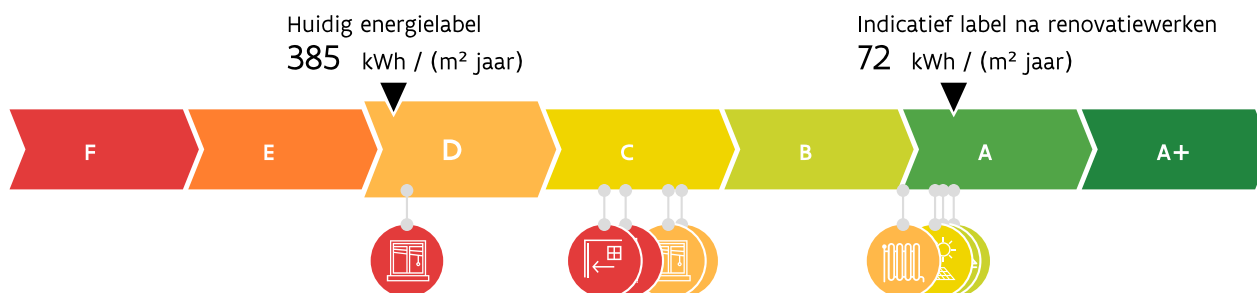 Huidig energielabel
385 kWh / (m² jaar)
Indicatief label na renovatiewerken
72 kWh / (m² jaar)
F E D C B A A+